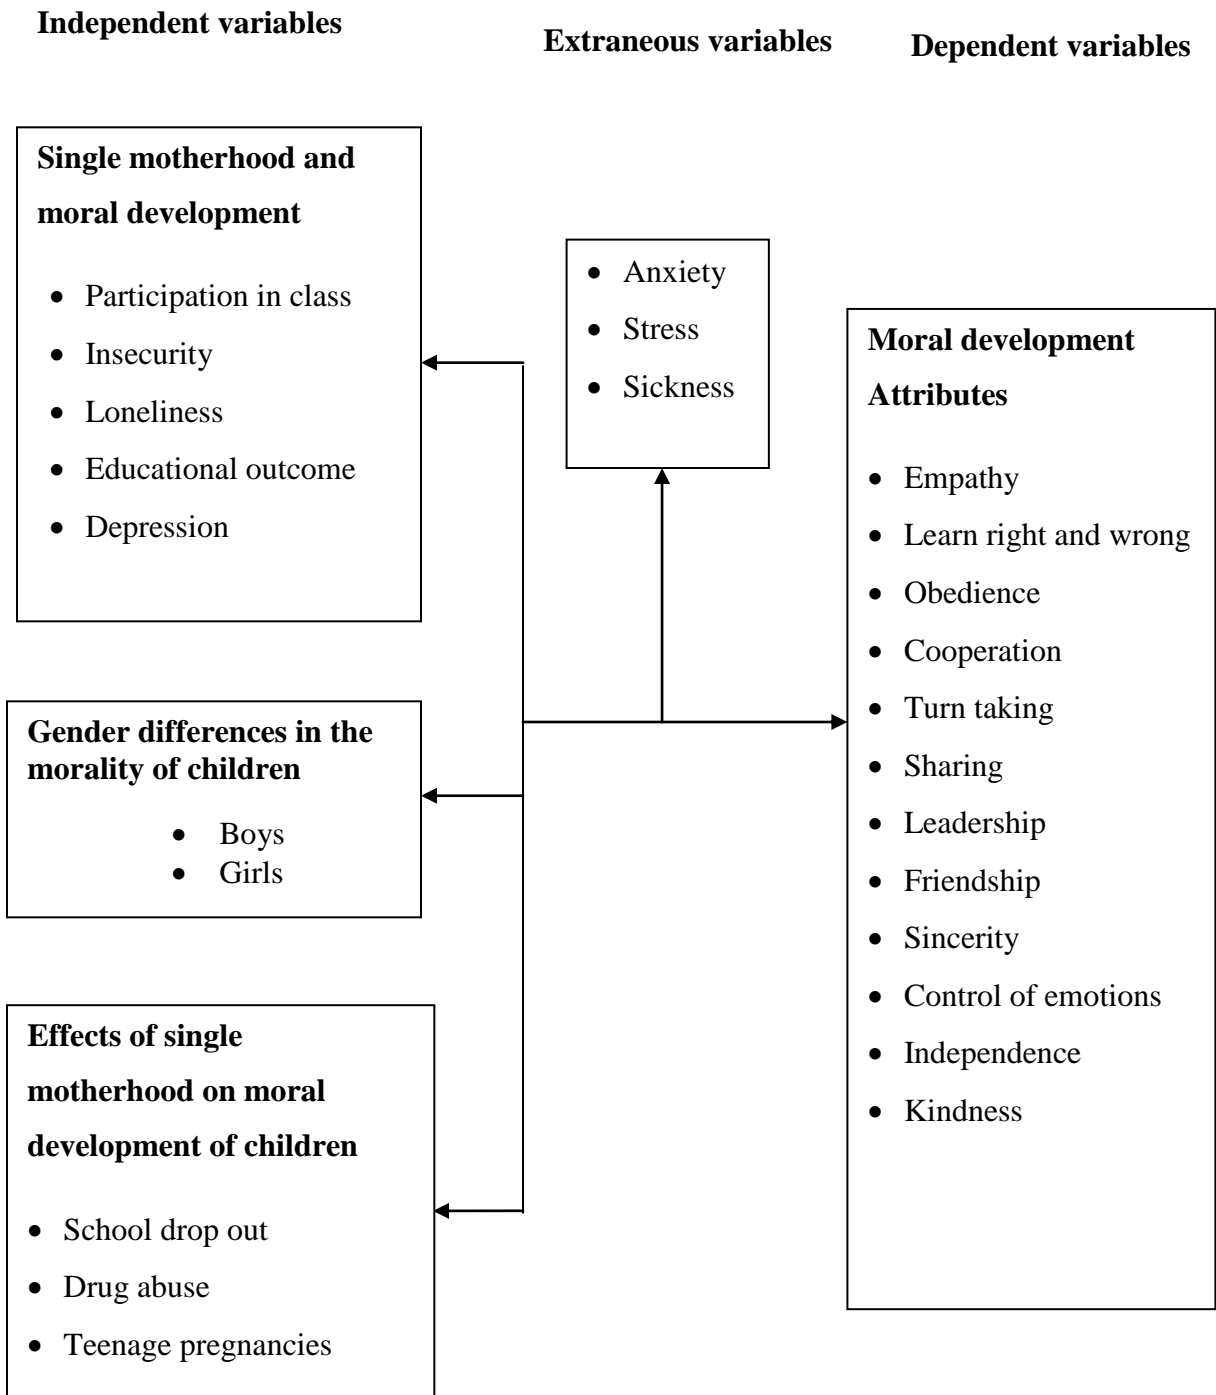 Independent variables
Extraneous variables
Dependent variables
Single motherhood and
moral development
• Participation in class
• Insecurity
• Loneliness
• Educational outcome
• Depression
Gender differences in the
morality of children
• Boys
• Girls
Effects of single
motherhood on moral
development of children
• School drop out
• Drug abuse
• Teenage pregnancies
• Anxiety
• Stress
• Sickness
Moral development
Attributes
• Empathy
• Learn right and wrong
• Obedience
• Cooperation
• Turn taking
• Sharing
• Leadership
• Friendship
• Sincerity
• Control of emotions
• Independence
• Kindness